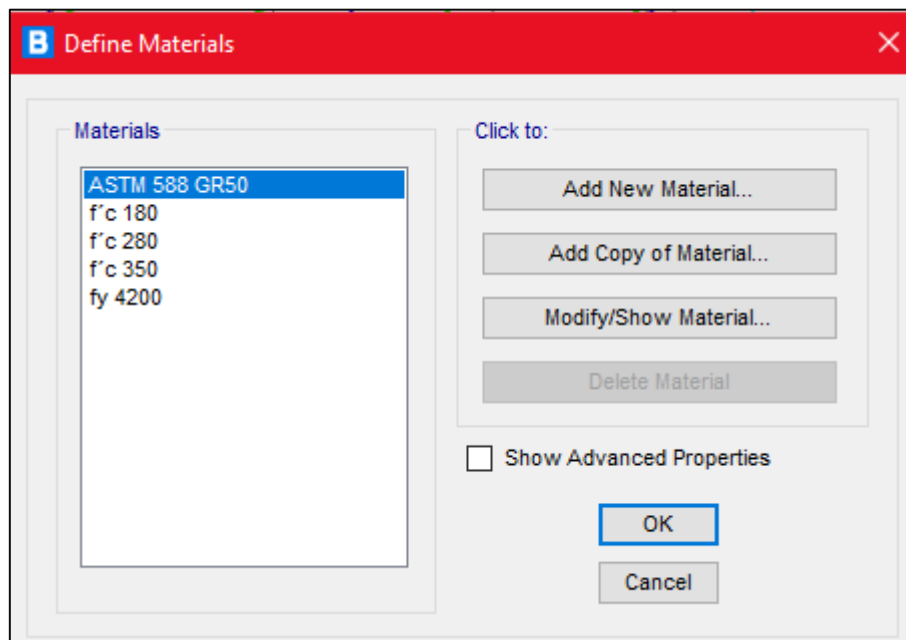 B Define Materials
Materials
ASTM 588 GR50
f´c 180
f´c 280
f´c 350
fy 4200
Click to:
Add New Material...
Add Copy of Material...
Modify/Show Material...
Delete Material
Show Advanced Properties
OK
Cancel